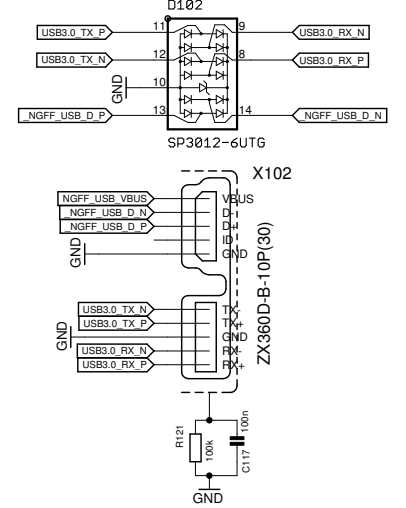 D102
USB3.0_TX_P 11 9 USB3.0_RX_N
USB3.0_TX_N 12 8 USB3.0_RX_P
GND 10
_NGFF_USB_D_P 13 14 _NGFF_USB_D_N
SP3012-6UTG
X102
NGFF_USB_VBUS VBUS
_NGFF_USB_D_N D-
_NGFF_USB_D_P D+
ID
GND GND
ZX360D-B-10P(30)
USB3.0_TX_N TX-
USB3.0_TX_P TX+
GND GND
USB3.0_RX_N RX-
USB3.0_RX_P RX+
R121 100k
100n C117
GND